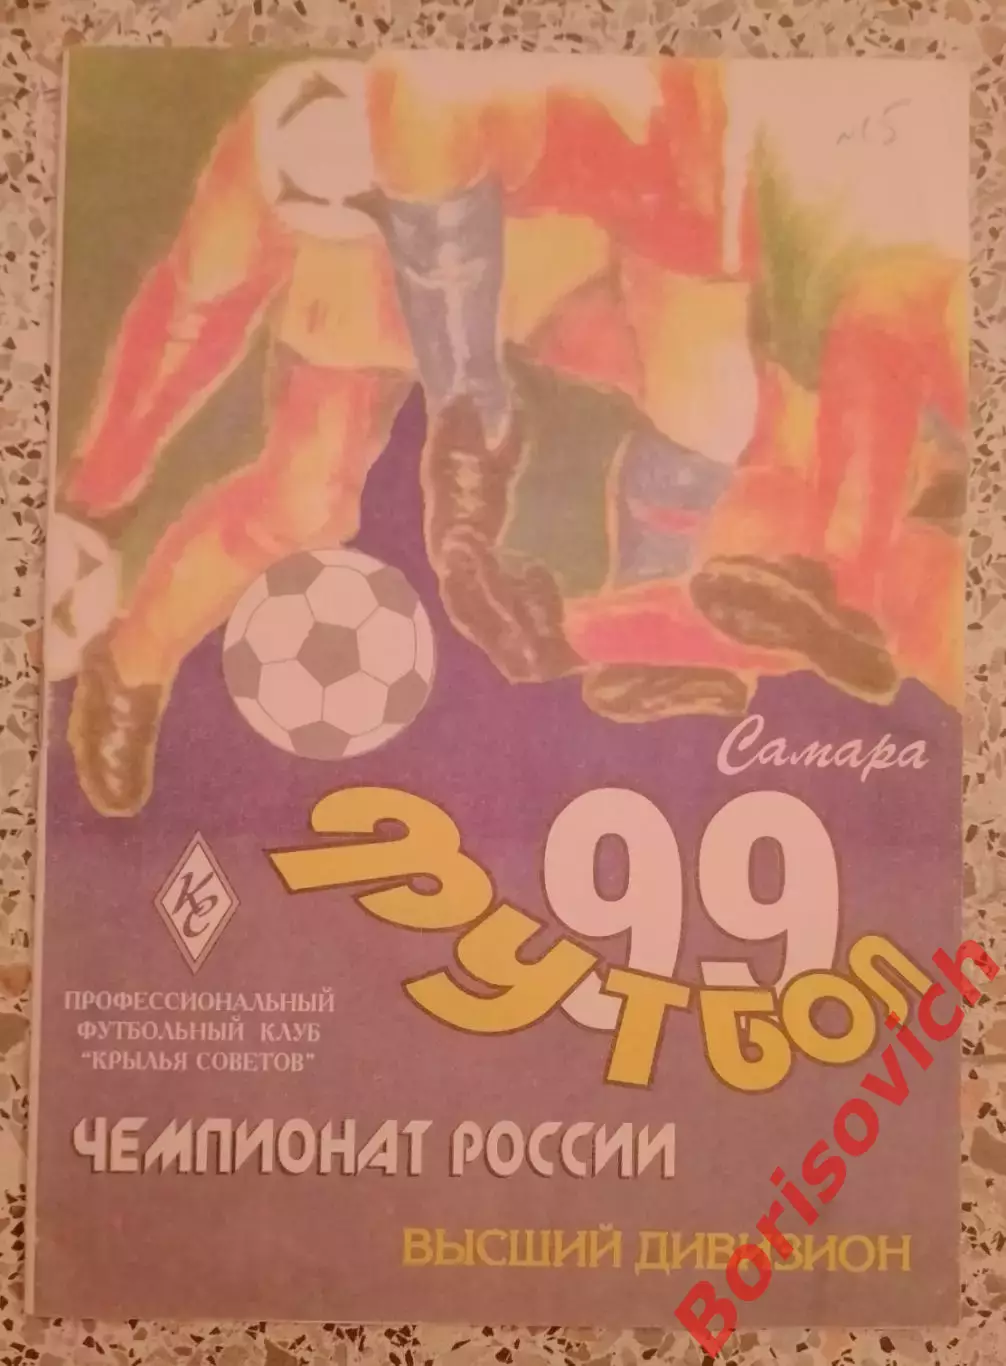 №5
Самара
99
ФУТБОЛ
КС
ПРОФЕССИОНАЛЬНЫЙ
ФУТБОЛЬНЫЙ КЛУБ
"КРЫЛЬЯ СОВЕТОВ"
ЧЕМПИОНАТ РОССИИ
ВЫСШИЙ ДИВИЗИОН
Borisovich